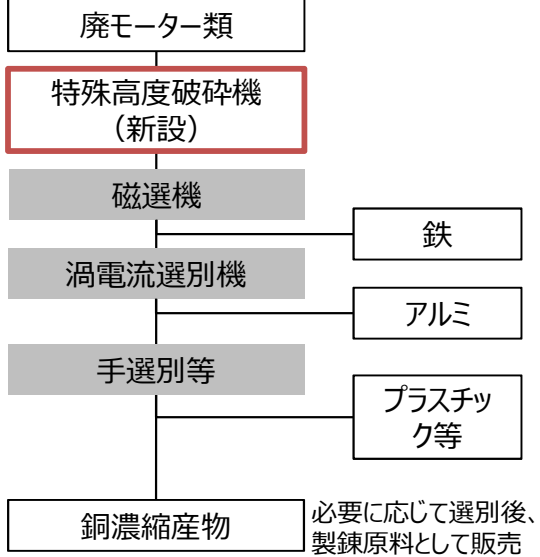 廃モーター類
特殊高度破砕機
（新設）
磁選機
鉄
渦電流選別機
アルミ
手選別等
プラスチッ
ク等
銅濃縮産物
必要に応じて選別後、
製錬原料として販売